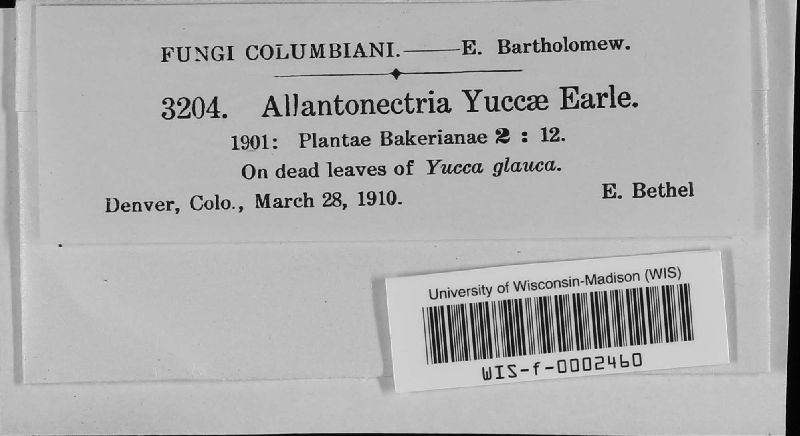 FUNGI COLUMBIANI.——E. Bartholomew.
3204. Allantonectria Yuccæ Earle.
1901: Plantae Bakerianae 2 : 12.
On dead leaves of Yucca glauca.
Denver, Colo., March 28, 1910. E. Bethel
University of Wisconsin-Madison (WIS)
WIS-f-0002460